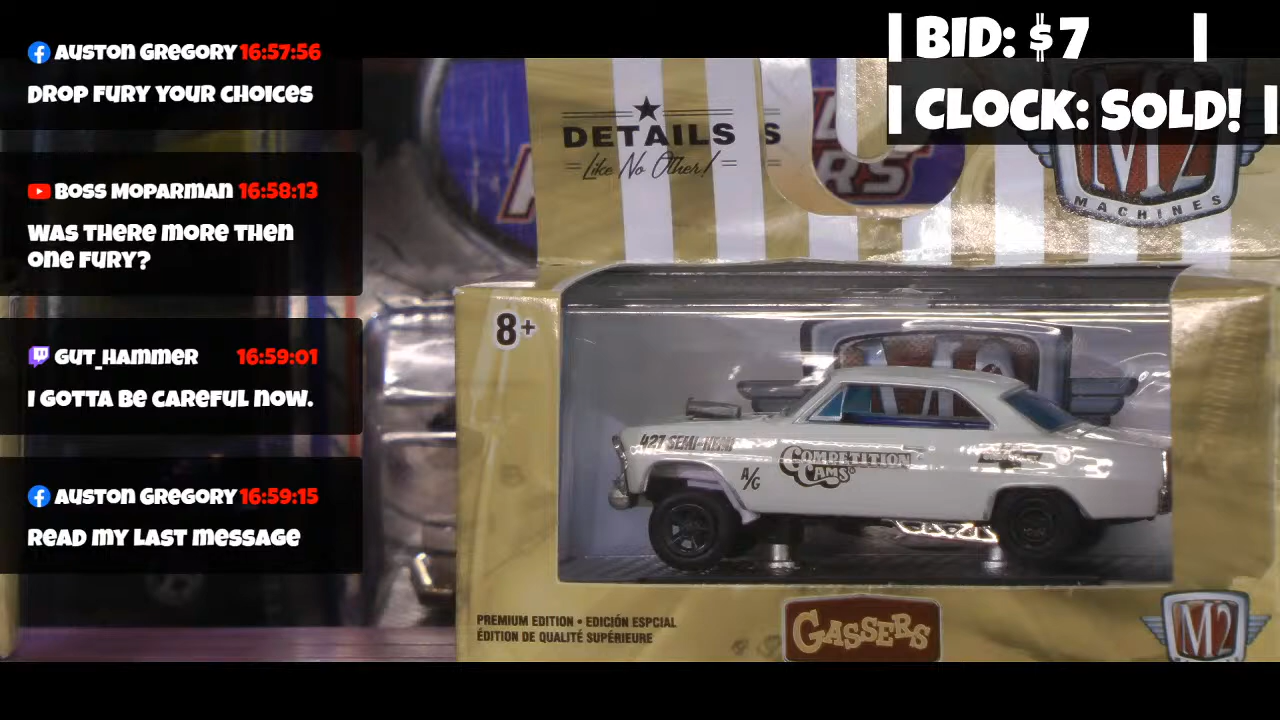 AUSTON GREGORY 16:57:56
DROP FURY YOUR CHOICES
BOSS MOPARMAN 16:58:13
WAS THERE MORE THEN
ONE FURY?
GUT_HAMMER 16:59:01
I GOTTA BE CAREFUL NOW.
AUSTON GREGORY 16:59:15
READ MY LAST MESSAGE
| BID: $7 |
| CLOCK: SOLD! |
DETAILS
Like No Other!
M2
MACHINES
8+
427 SEMI-HEMI
COMPETITION
CAMS
A/G
PREMIUM EDITION • EDICIÓN ESPCIAL
ÉDITION DE QUALITÉ SUPÉRIEURE
GASSERS
M2